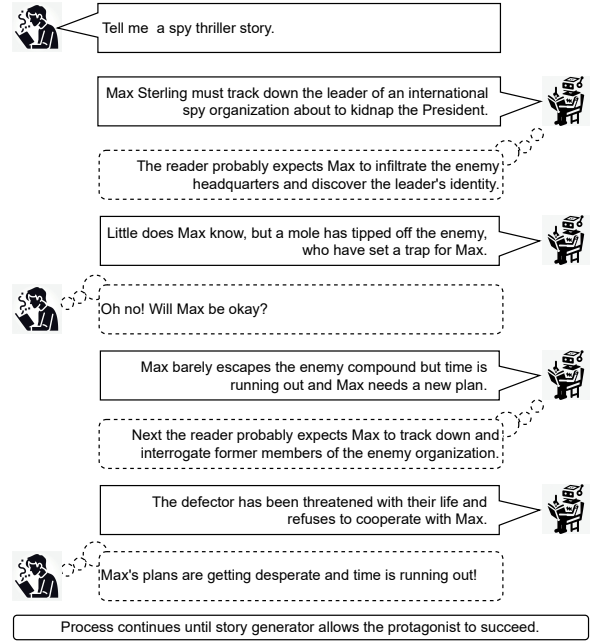 Tell me  a spy thriller story.
Max Sterling must track down the leader of an international
spy organization about to kidnap the President.
The reader probably expects Max to infiltrate the enemy
headquarters and discover the leader's identity.
Little does Max know, but a mole has tipped off the enemy,
who have set a trap for Max.
Oh no! Will Max be okay?
Max barely escapes the enemy compound but time is
running out and Max needs a new plan.
Next the reader probably expects Max to track down and
interrogate former members of the enemy organization.
The defector has been threatened with their life and
refuses to cooperate with Max.
Max's plans are getting desperate and time is running out!
Process continues until story generator allows the protagonist to succeed.